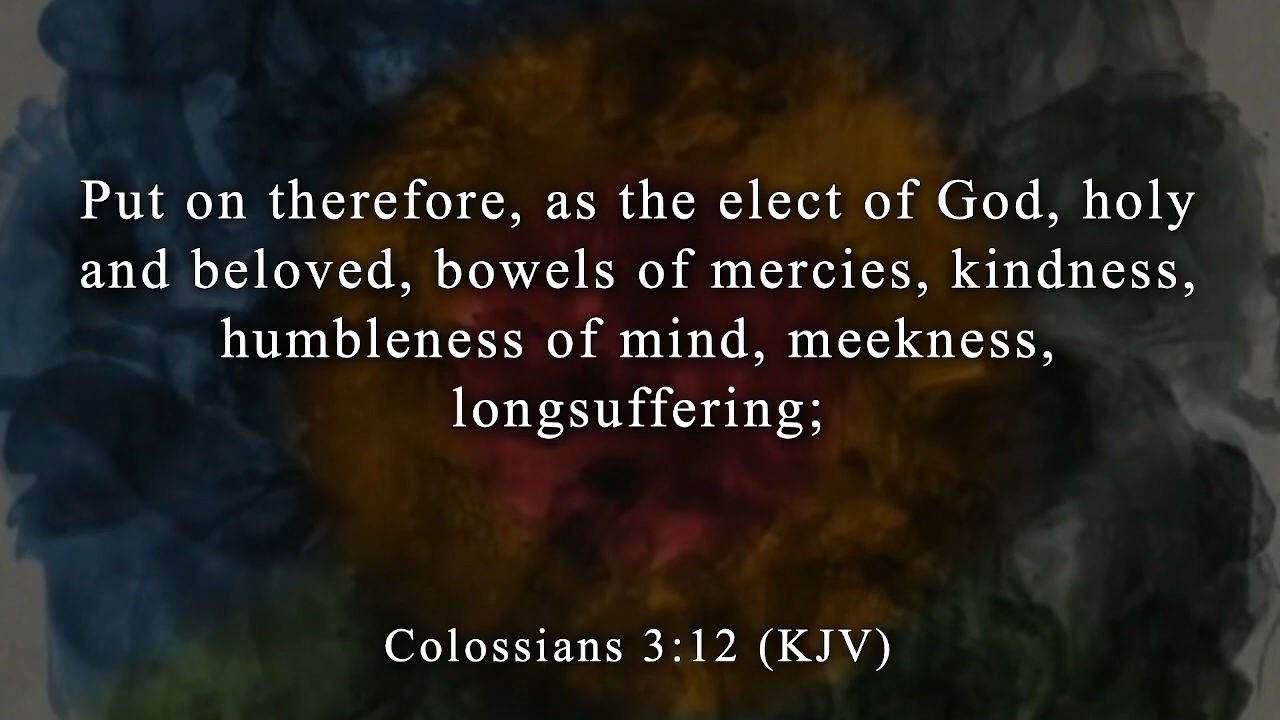 Put on therefore, as the elect of God, holy
and beloved, bowels of mercies, kindness,
humbleness of mind, meekness,
longsuffering;
Colossians 3:12 (KJV)